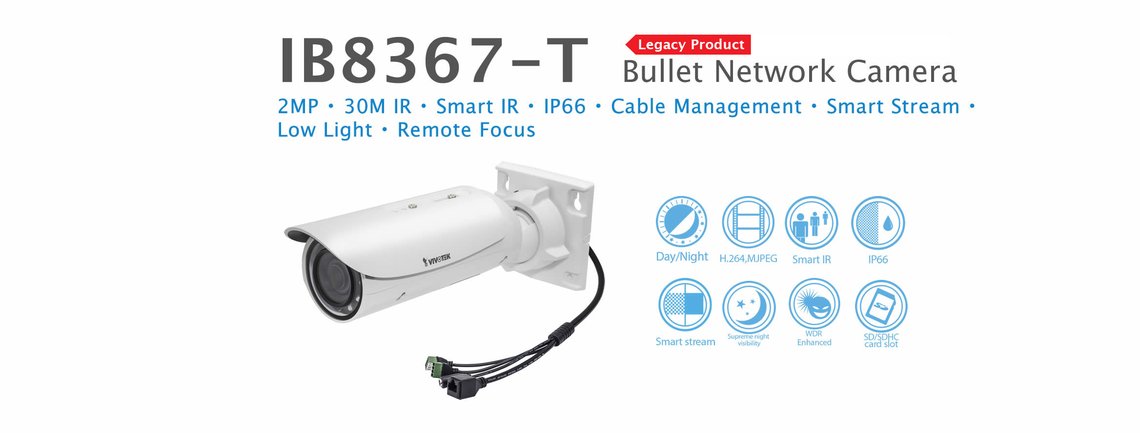 IB8367-T
Legacy Product
Bullet Network Camera
2MP • 30M IR • Smart IR • IP66 • Cable Management • Smart Stream •
Low Light • Remote Focus
VIVOTEK
Day/Night
H.264,MJPEG
Smart IR
IP66
Smart stream
Supreme night
visibility
WDR
Enhanced
SD/SDHC
card slot